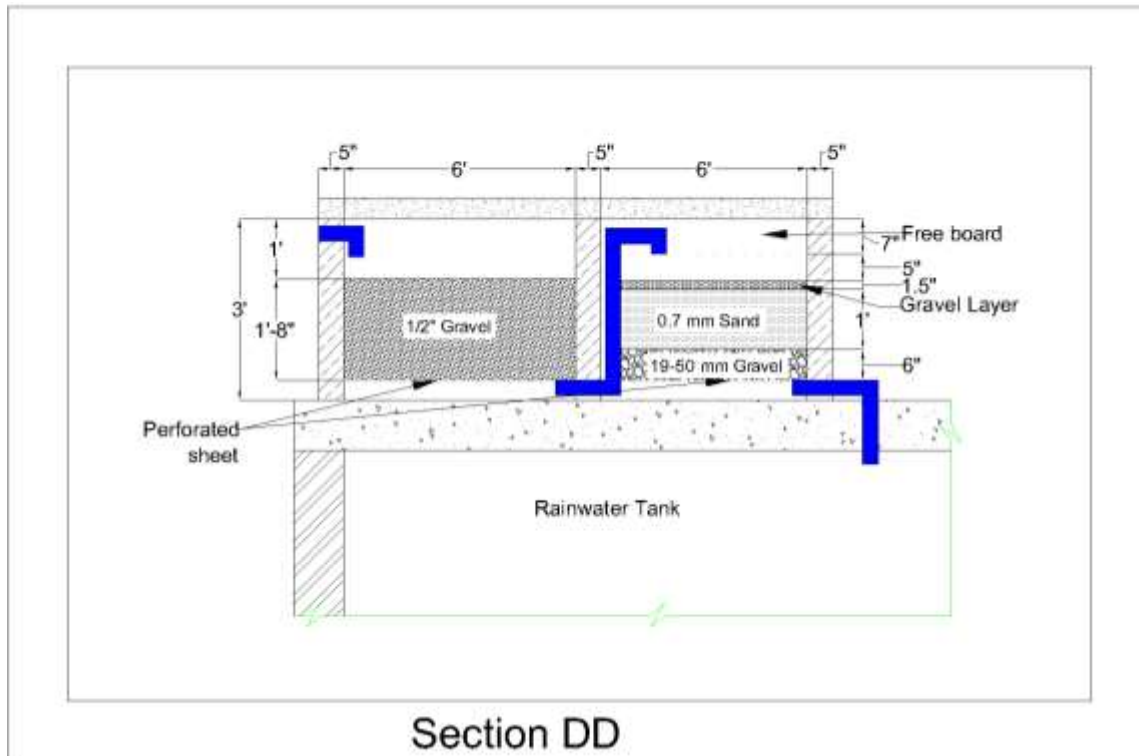 5"
6'
5"
6'
5"
1'
3'
1'-8"
1/2" Gravel
Free board
7"
5"
1.5"
Gravel Layer
0.7 mm Sand
1'
19-50 mm Gravel
6"
Perforated
sheet
Rainwater Tank
Section DD